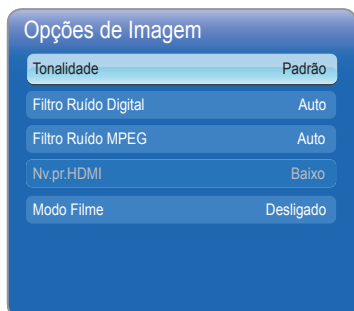 Opções de Imagem
Tonalidade Padrão
Filtro Ruído Digital Auto
Filtro Ruído MPEG Auto
Nv.pr.HDMI Baixo
Modo Filme Desligado